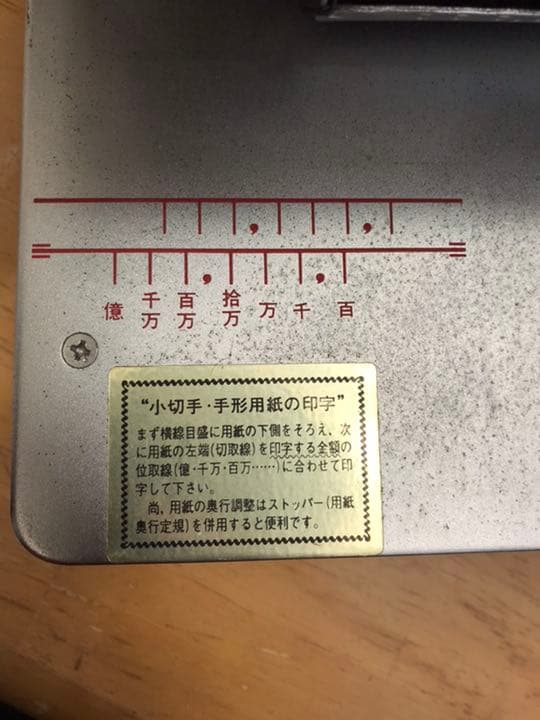 , ,
, ,
億 千万 百万 拾万 万 千 百
“小切手・手形用紙の印字”
まず横線目盛に用紙の下側をそろえ、次
に用紙の左端(切取線)を印字する金額の
位取線(億・千万・百万……)に合わせて印
字して下さい。
尚、用紙の奥行調整はストッパー(用紙
奥行定規)を併用すると便利です。